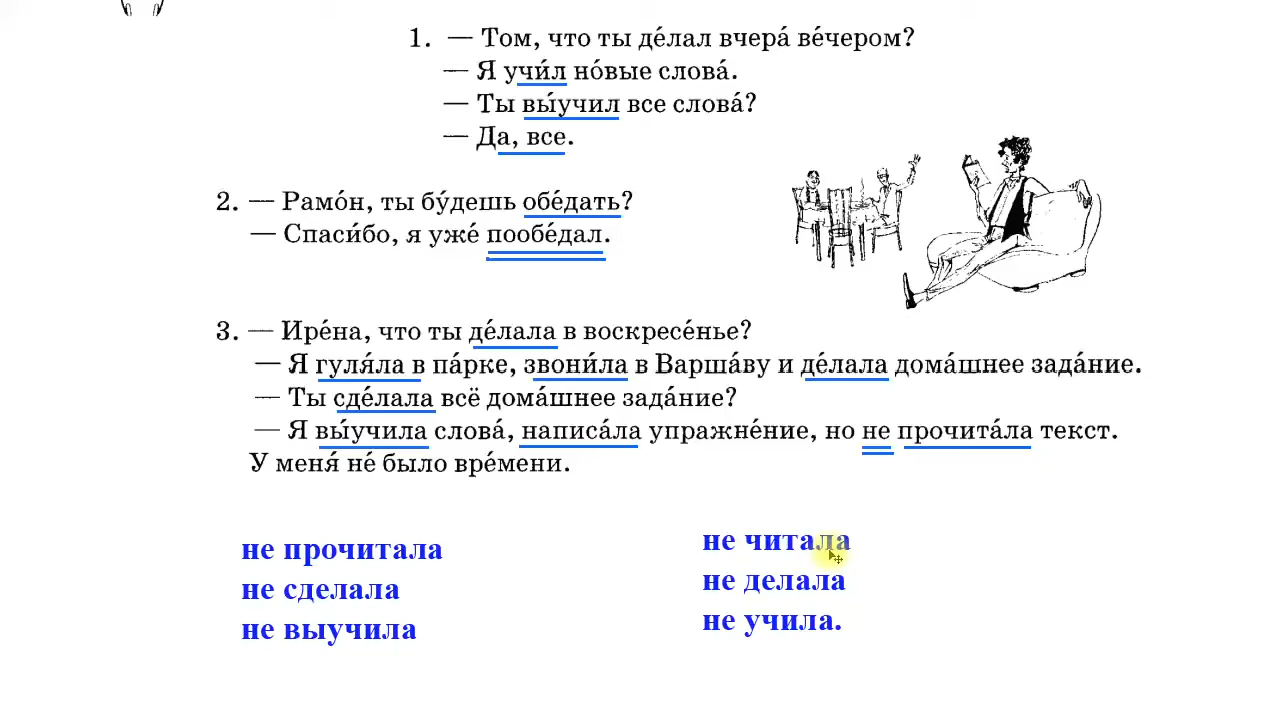 1. — Том, что ты де́лал вчера́ ве́чером?
— Я учи́л но́вые слова́.
— Ты вы́учил все слова́?
— Да, все.
2. — Рамо́н, ты бу́дешь обе́дать?
— Спаси́бо, я уже́ пообе́дал.
3. — Ире́на, что ты де́лала в воскресе́нье?
— Я гуля́ла в па́рке, звони́ла в Варша́ву и де́лала дома́шнее зада́ние.
— Ты сде́лала всё дома́шнее зада́ние?
— Я вы́учила слова́, написа́ла упражне́ние, но не прочита́ла текст.
У меня́ не́ было вре́мени.
не прочитала
не сделала
не выучила
не читала
не делала
не учила.